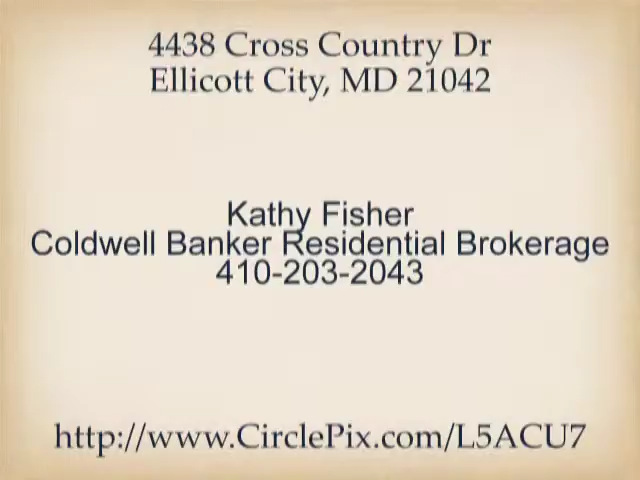 4438 Cross Country Dr
Ellicott City, MD 21042
Kathy Fisher
Coldwell Banker Residential Brokerage
410-203-2043
http://www.CirclePix.com/L5ACU7